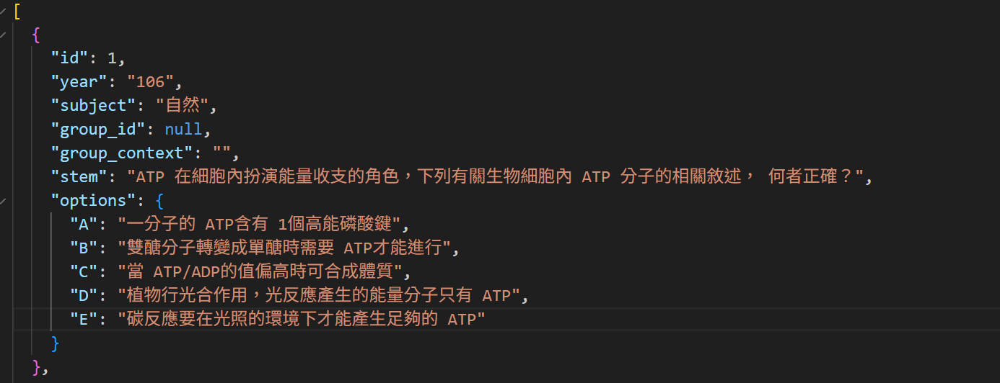 [
{
"id": 1,
"year": "106",
"subject": "自然",
"group_id": null,
"group_context": "",
"stem": "ATP 在細胞內扮演能量收支的角色，下列有關生物細胞內 ATP 分子的相關敘述， 何者正確？",
"options": {
"A": "一分子的 ATP含有 1個高能磷酸鍵",
"B": "雙醣分子轉變成單醣時需要 ATP才能進行",
"C": "當 ATP/ADP的值偏高時可合成體質",
"D": "植物行光合作用，光反應產生的能量分子只有 ATP",
"E": "碳反應要在光照的環境下才能產生足夠的 ATP"
}
},